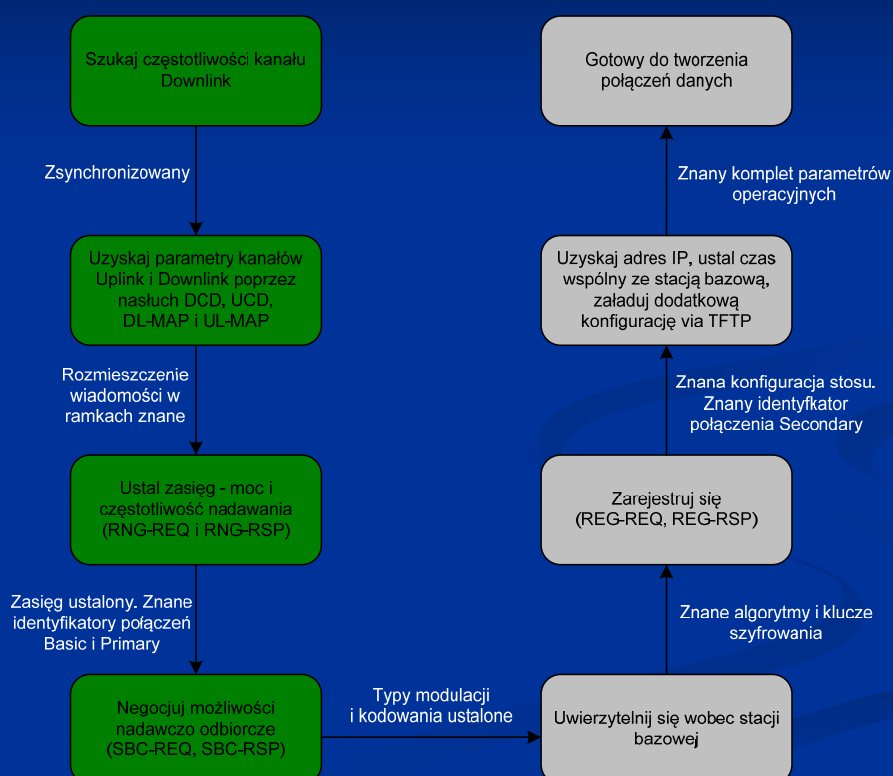 Szukaj częstotliwości kanału
Downlink
Zsynchronizowany
Uzyskaj parametry kanałów
Uplink i Downlink poprzez
nasłuch DCD, UCD,
DL-MAP i UL-MAP
Rozmieszczenie
wiadomości w
ramkach znane
Ustal zasięg - moc i
częstotliwość nadawania
(RNG-REQ i RNG-RSP)
Zasięg ustalony. Znane
identyfikatory połączeń
Basic i Primary
Negocjuj możliwości
nadawczo odbiorcze
(SBC-REQ, SBC-RSP)
Typy modulacji
i kodowania ustalone
Uwierzytelnij się wobec stacji
bazowej
Znane algorytmy i klucze
szyfrowania
Zarejestruj się
(REG-REQ, REG-RSP)
Znana konfiguracja stosu.
Znany identyfkator
połączenia Secondary
Uzyskaj adres IP, ustal czas
wspólny ze stacją bazową,
załaduj dodatkową
konfigurację via TFTP
Znany komplet parametrów
operacyjnych
Gotowy do tworzenia
połączeń danych